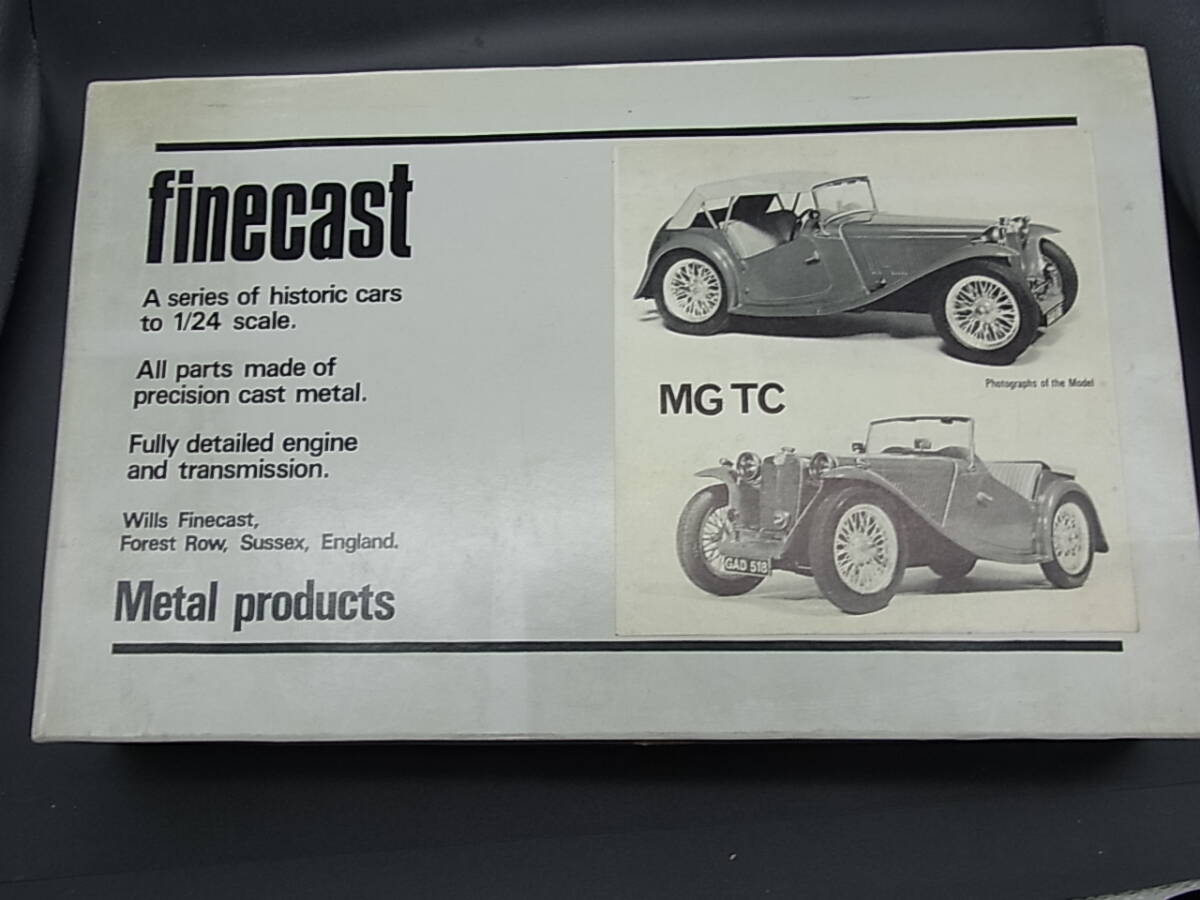 finecast
A series of historic cars
to 1/24 scale.
All parts made of
precision cast metal.
Fully detailed engine
and transmission.
Wills Finecast,
Forest Row, Sussex, England.
Metal products
Photographs of the Model
MG TC
GAD 518